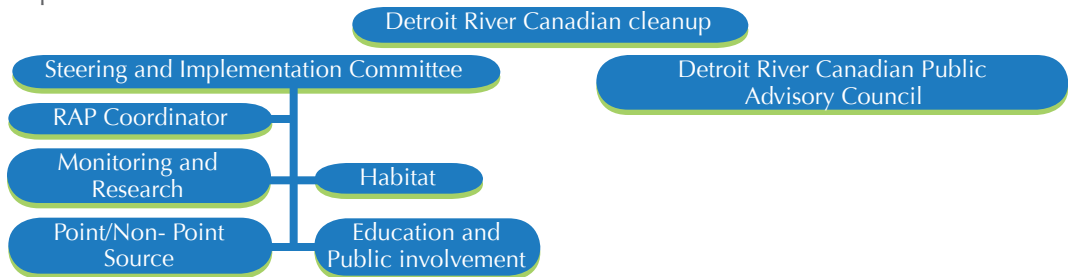 Detroit River Canadian cleanup
Steering and Implementation Committee
Detroit River Canadian Public
Advisory Council
RAP Coordinator
Monitoring and
Research
Habitat
Point/Non- Point
Source
Education and
Public involvement